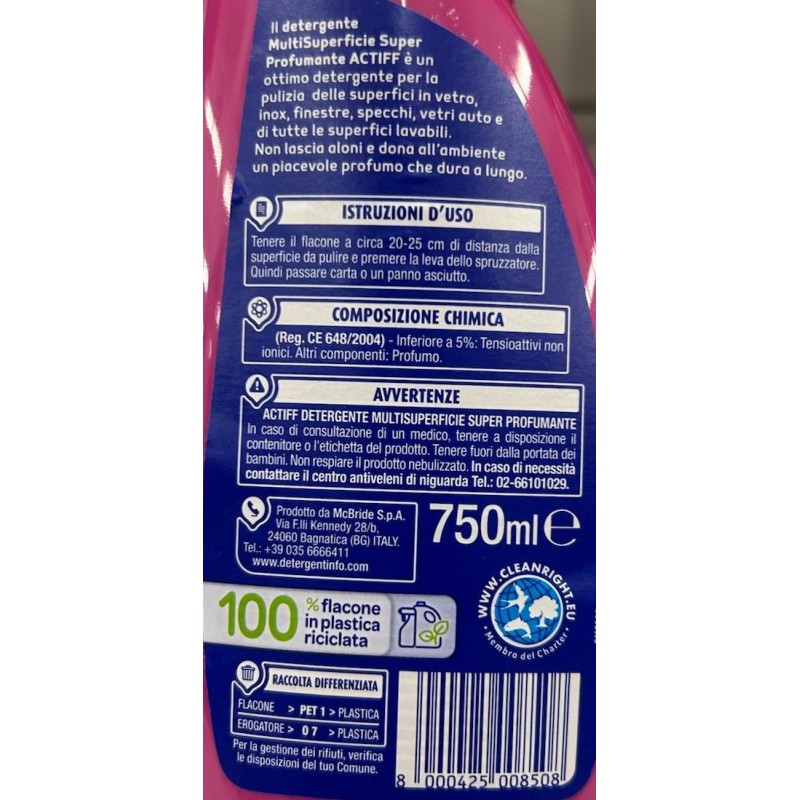 Il detergente
MultiSuperficie Super
Profumante ACTIFF è un
ottimo detergente per la
pulizia delle superfici in vetro,
inox, finestre, specchi, vetri auto e
di tutte le superfici lavabili.
Non lascia aloni e dona all'ambiente
un piacevole profumo che dura a lungo.
ISTRUZIONI D'USO
Tenere il flacone a circa 20-25 cm di distanza dalla
superficie da pulire e premere la leva dello spruzzatore.
Quindi passare carta o un panno asciutto.
COMPOSIZIONE CHIMICA
(Reg. CE 648/2004) - Inferiore a 5%: Tensioattivi non
ionici. Altri componenti: Profumo.
AVVERTENZE
ACTIFF DETERGENTE MULTISUPERFICIE SUPER PROFUMANTE
In caso di consultazione di un medico, tenere a disposizione il
contenitore o l'etichetta del prodotto. Tenere fuori dalla portata dei
bambini. Non respirare il prodotto nebulizzato. In caso di necessità
contattare il centro antiveleni di niguarda Tel.: 02-66101029.
Prodotto da McBride S.p.A.
Via F.lli Kennedy 28/b,
24060 Bagnatica (BG) ITALY.
Tel.: +39 035 6666411
www.detergentinfo.com
750ml e
WWW.CLEANRIGHT.EU
Membro del Charter
100 % flacone
in plastica
riciclata
RACCOLTA DIFFERENZIATA
FLACONE > PET 1 > PLASTICA
EROGATORE > 0 7 > PLASTICA
Per la gestione dei rifiuti, verifica
le disposizioni del tuo Comune.
8 000425 008508